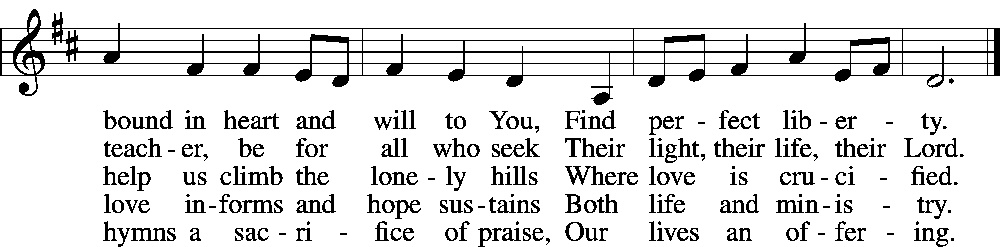 bound in heart and will to You, Find per - fect lib - er - ty.
teach - er, be for all who seek Their light, their life, their Lord.
help us climb the lone - ly hills Where love is cru - ci - fied.
love in - forms and hope sus - tains Both life and min - is - try.
hymns a sac - ri - fice of praise, Our lives an of - fer - ing.